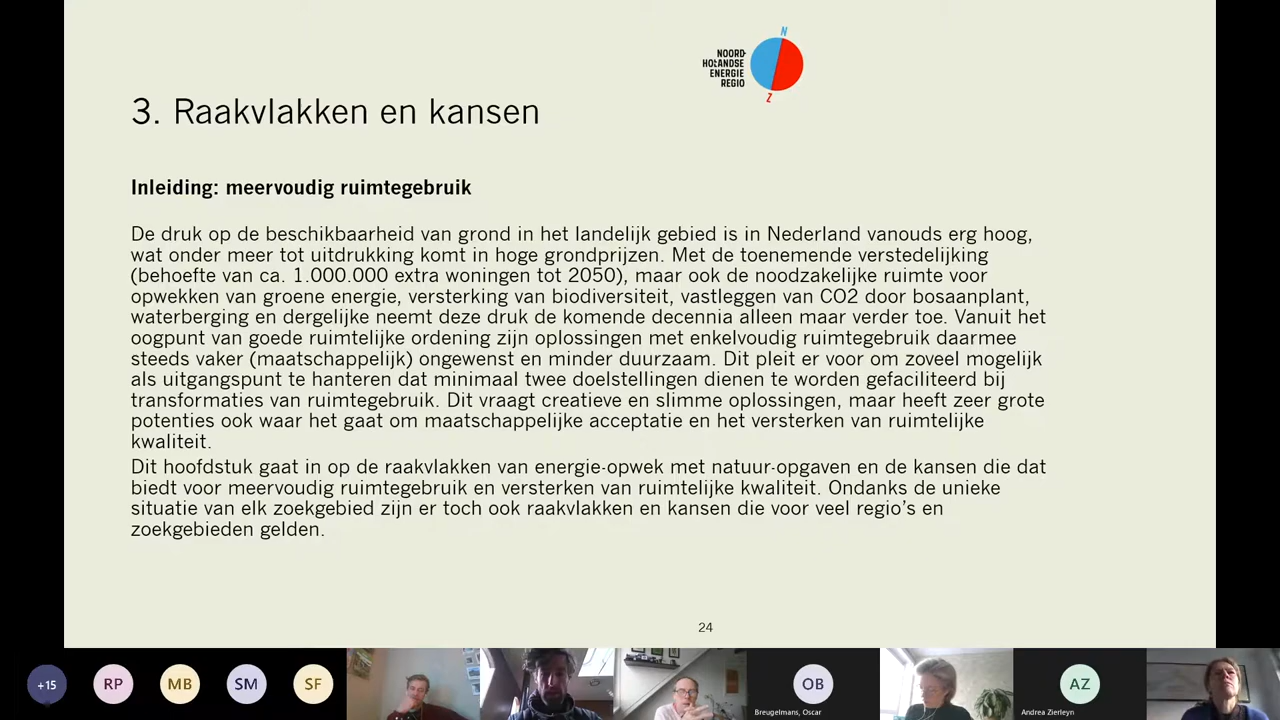 N
NOORD
HOLLANDSE
ENERGIE
REGIO
Z
3. Raakvlakken en kansen
Inleiding: meervoudig ruimtegebruik
De druk op de beschikbaarheid van grond in het landelijk gebied is in Nederland vanouds erg hoog,
wat onder meer tot uitdrukking komt in hoge grondprijzen. Met de toenemende verstedelijking
(behoefte van ca. 1.000.000 extra woningen tot 2050), maar ook de noodzakelijke ruimte voor
opwekken van groene energie, versterking van biodiversiteit, vastleggen van CO2 door bosaanplant,
waterberging en dergelijke neemt deze druk de komende decennia alleen maar verder toe. Vanuit het
oogpunt van goede ruimtelijke ordening zijn oplossingen met enkelvoudig ruimtegebruik daarmee
steeds vaker (maatschappelijk) ongewenst en minder duurzaam. Dit pleit er voor om zoveel mogelijk
als uitgangspunt te hanteren dat minimaal twee doelstellingen dienen te worden gefaciliteerd bij
transformaties van ruimtegebruik. Dit vraagt creatieve en slimme oplossingen, maar heeft zeer grote
potenties ook waar het gaat om maatschappelijke acceptatie en het versterken van ruimtelijke
kwaliteit.
Dit hoofdstuk gaat in op de raakvlakken van energie-opwek met natuur-opgaven en de kansen die dat
biedt voor meervoudig ruimtegebruik en versterken van ruimtelijke kwaliteit. Ondanks de unieke
situatie van elk zoekgebied zijn er toch ook raakvlakken en kansen die voor veel regio's en
zoekgebieden gelden.
24
+15
RP
MB
SM
SF
OB
Breugelmans, Oscar
AZ
Andrea Zierleyn